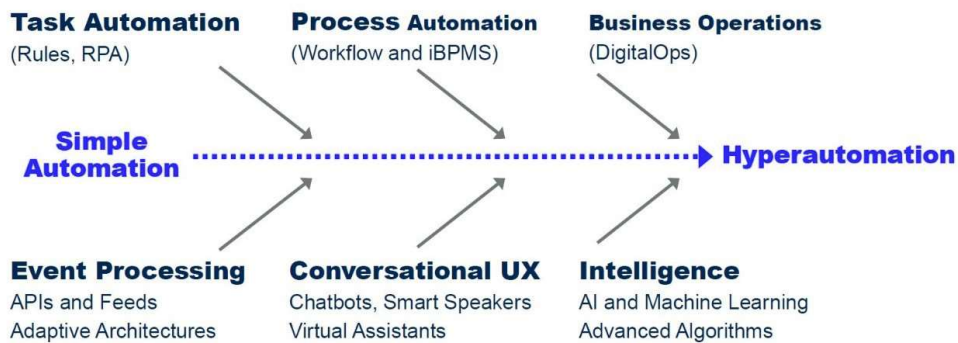 Task Automation
(Rules, RPA)
Process Automation
(Workflow and iBPMS)
Business Operations
(DigitalOps)
Simple
Automation
Hyperautomation
Event Processing
APIs and Feeds
Adaptive Architectures
Conversational UX
Chatbots, Smart Speakers
Virtual Assistants
Intelligence
AI and Machine Learning
Advanced Algorithms